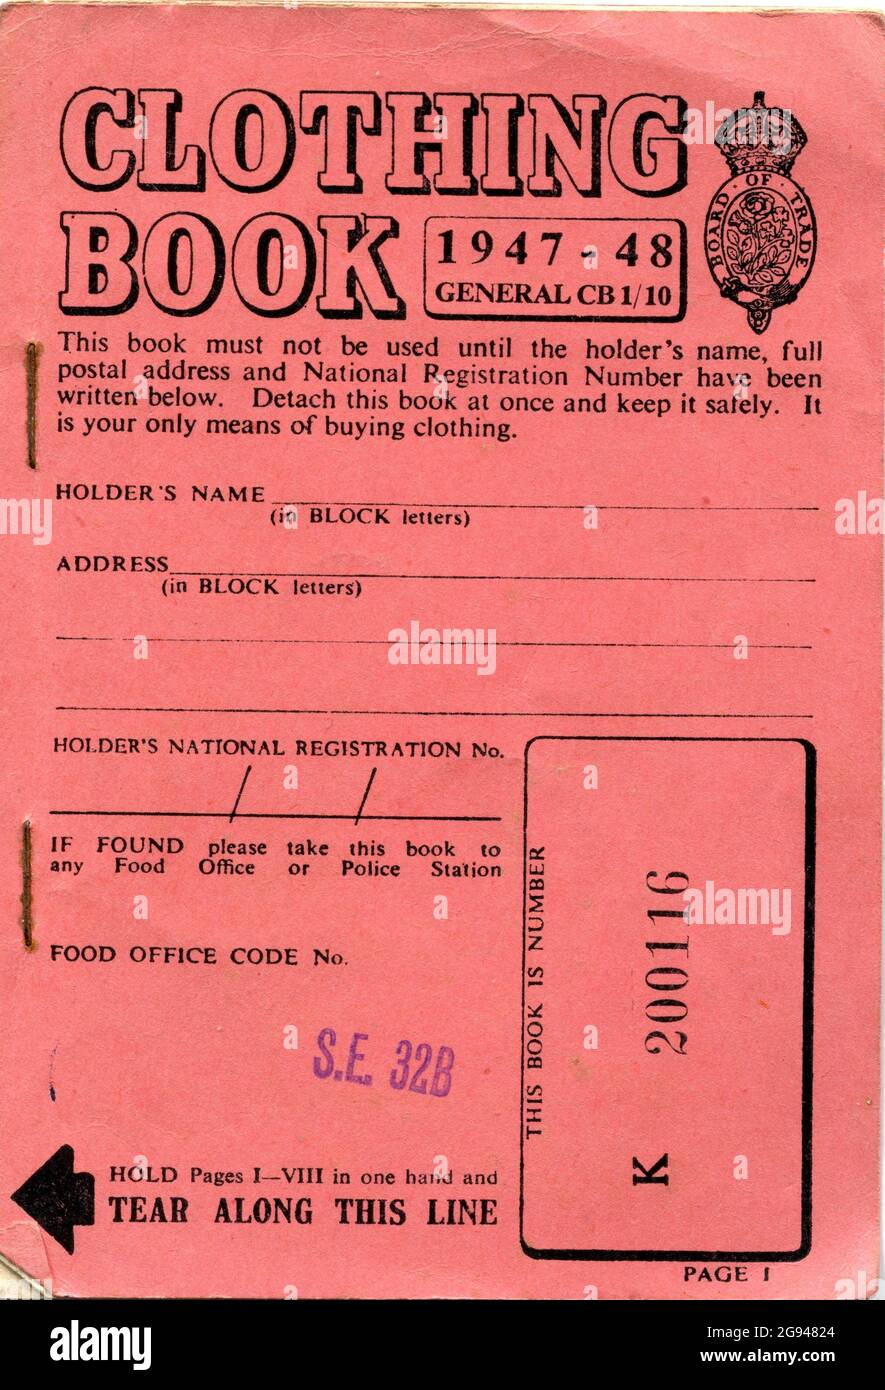 CLOTHING
BOOK
1947-48
GENERAL CB 1/10
BOARD · OF · TRADE
This book must not be used until the holder's name, full
postal address and National Registration Number have been
written below. Detach this book at once and keep it safely. It
is your only means of buying clothing.
HOLDER'S NAME
(in BLOCK letters)
ADDRESS
(in BLOCK letters)
HOLDER'S NATIONAL REGISTRATION No.
/ /
IF FOUND please take this book to
any Food Office or Police Station
FOOD OFFICE CODE No.
S.E. 32B
THIS BOOK IS NUMBER
K 200116
HOLD Pages I—VIII in one hand and
TEAR ALONG THIS LINE
PAGE I
alamy
alamy
Image ID: 2G94824
www.alamy.com